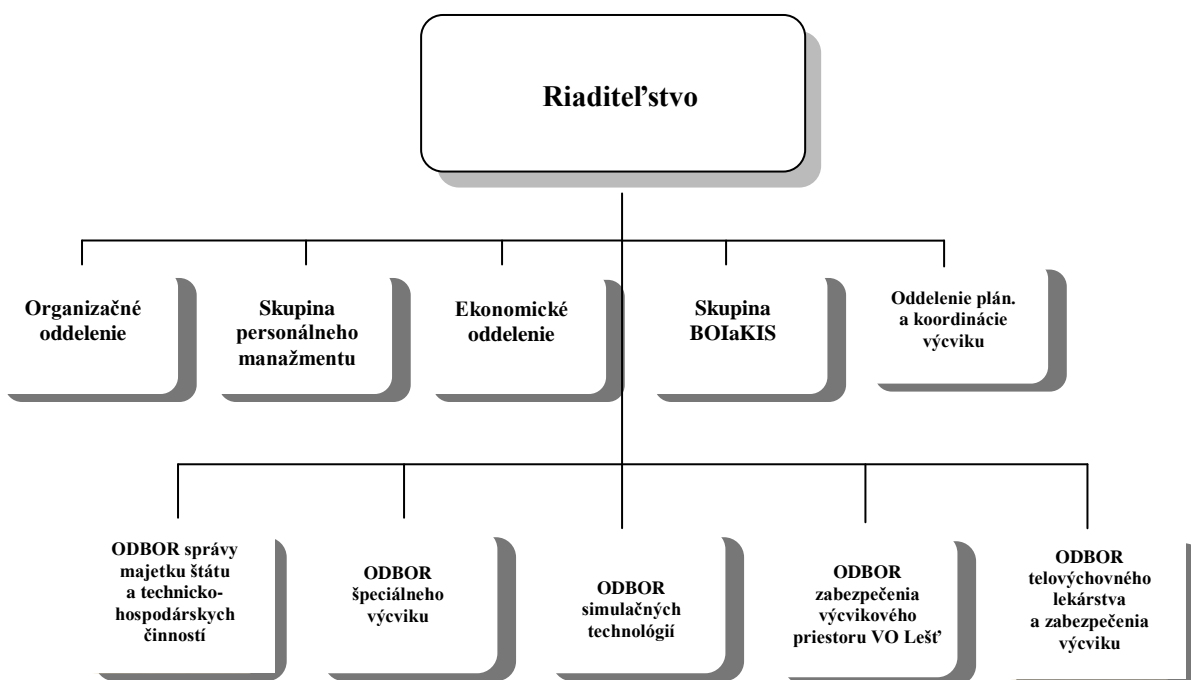 Riaditeľstvo
Organizačné
oddelenie
Skupina
personálneho
manažmentu
Ekonomické
oddelenie
Skupina
BOIaKIS
Oddelenie plán.
a koordinácie
výcviku
ODBOR správy
majetku štátu
a technicko-
hospodárskych
činností
ODBOR
špeciálneho
výcviku
ODBOR
simulačných
technológií
ODBOR
zabezpečenia
výcvikového
priestoru VO Lešť
ODBOR
telovýchovného
lekárstva
a zabezpečenia
výcviku